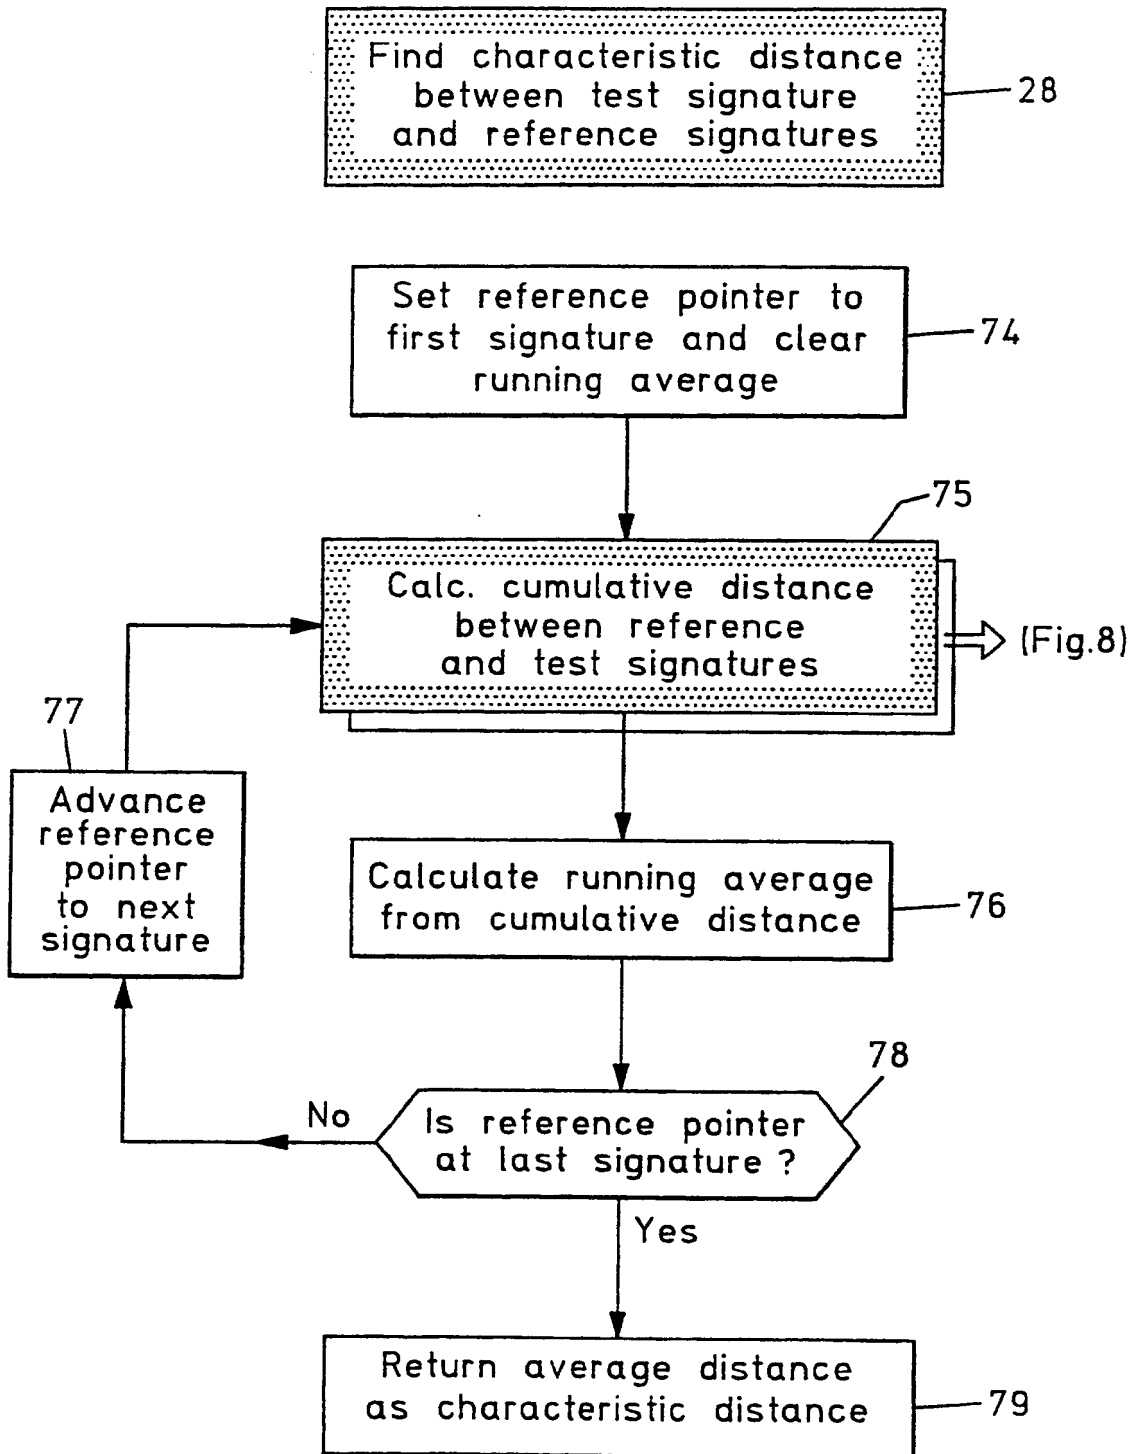 Find characteristic distance
between test signature
and reference signatures
28
Set reference pointer to
first signature and clear
running average
74
75
Calc. cumulative distance
between reference
and test signatures
(Fig.8)
77
Advance
reference
pointer
to next
signature
Calculate running average
from cumulative distance
76
78
No
Is reference pointer
at last signature ?
Yes
Return average distance
as characteristic distance
79